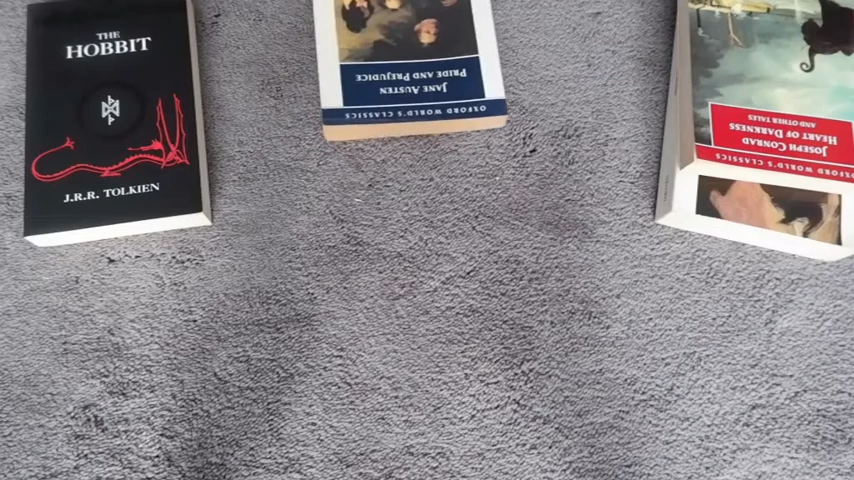 THE
HOBBIT
J.R.R. TOLKIEN
OXFORD WORLD'S CLASSICS
JANE AUSTEN
PRIDE AND PREJUDICE
OXFORD WORLD'S CLASSICS
JOSEPH CONRAD
HEART OF DARKNESS
AND OTHER TALES